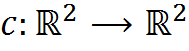 c: ℝ² ⟶ ℝ²